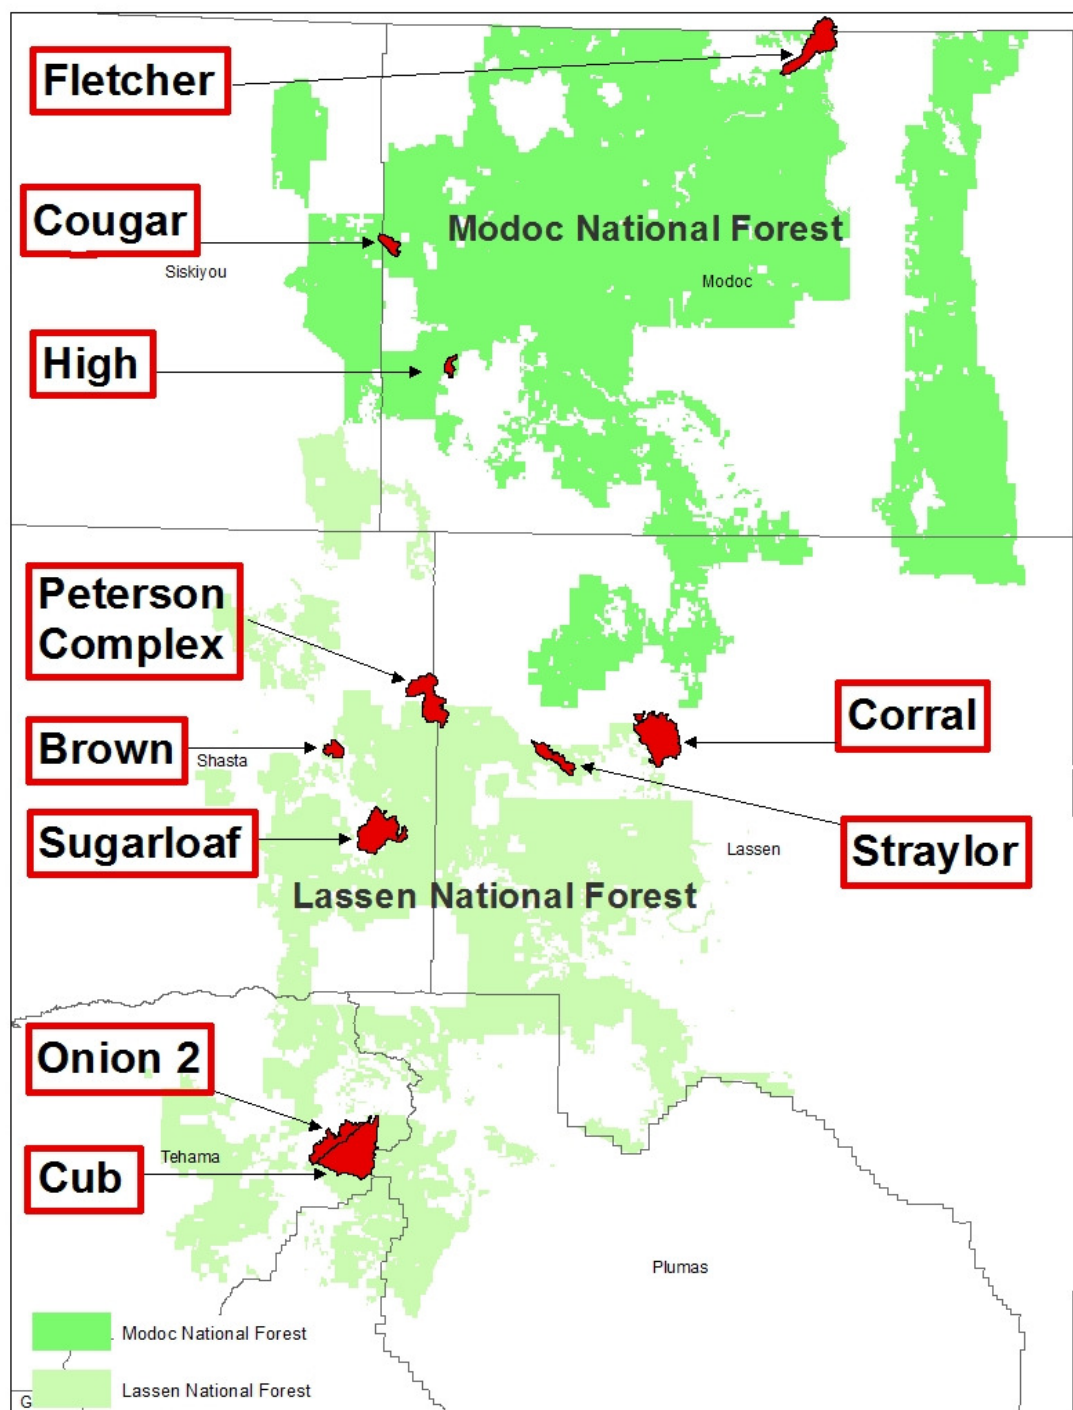 Fletcher
Cougar
Modoc National Forest
Siskiyou
Modoc
High
Peterson
Complex
Corral
Brown
Shasta
Sugarloaf
Straylor
Lassen
Lassen National Forest
Onion 2
Tehama
Cub
Plumas
Modoc National Forest
Lassen National Forest
G